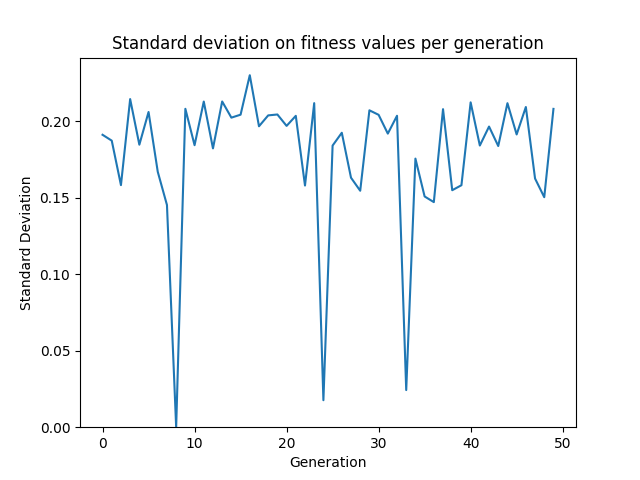 Standard deviation on fitness values per generation
Standard Deviation
0.20
0.15
0.10
0.05
0.00
0 10 20 30 40 50
Generation